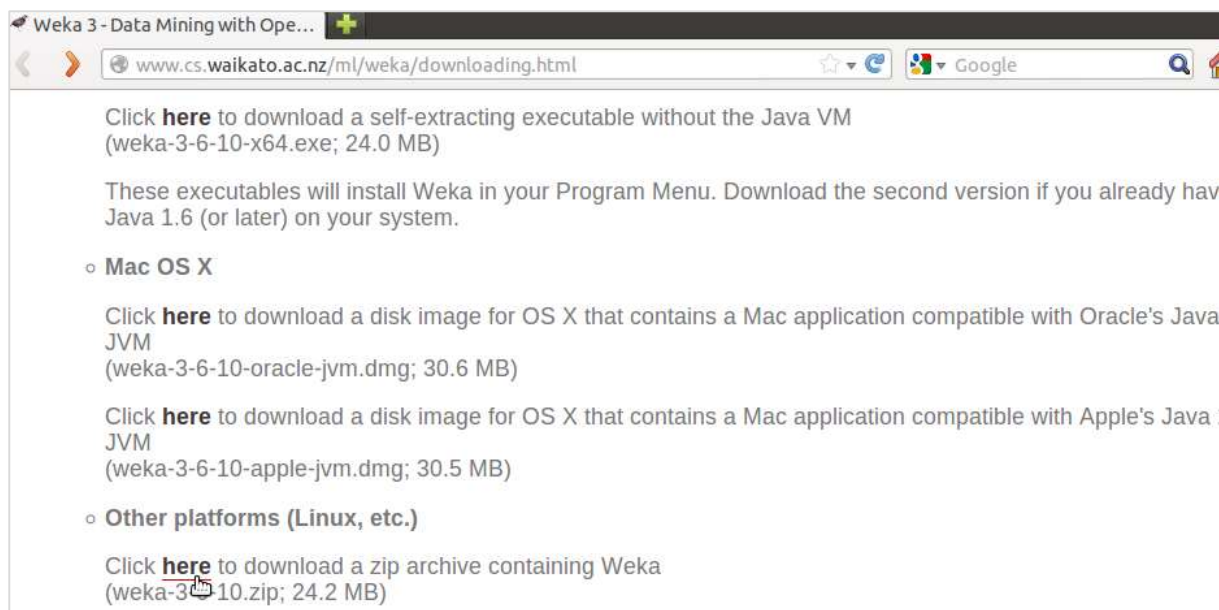 Weka 3 - Data Mining with Ope...
www.cs.waikato.ac.nz/ml/weka/downloading.html
Google
Click here to download a self-extracting executable without the Java VM
(weka-3-6-10-x64.exe; 24.0 MB)
These executables will install Weka in your Program Menu. Download the second version if you already hav
Java 1.6 (or later) on your system.
Mac OS X
Click here to download a disk image for OS X that contains a Mac application compatible with Oracle's Java
JVM
(weka-3-6-10-oracle-jvm.dmg; 30.6 MB)
Click here to download a disk image for OS X that contains a Mac application compatible with Apple's Java
JVM
(weka-3-6-10-apple-jvm.dmg; 30.5 MB)
Other platforms (Linux, etc.)
Click here to download a zip archive containing Weka
(weka-3-6-10.zip; 24.2 MB)